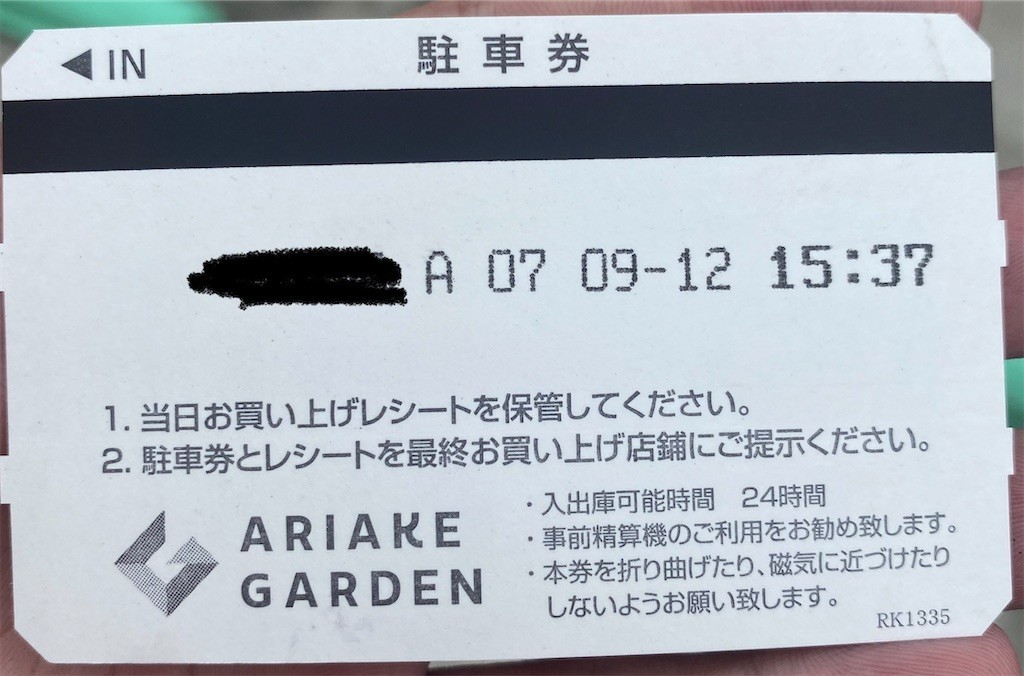 ◀ IN 駐車券
A 07 09-12 15:37
1. 当日お買い上げレシートを保管してください。
2. 駐車券とレシートを最終お買い上げ店舗にご提示ください。
ARIAKE
GARDEN
・入出庫可能時間 24時間
・事前精算機のご利用をお勧め致します。
・本券を折り曲げたり、磁気に近づけたり
しないようお願い致します。
RK1335